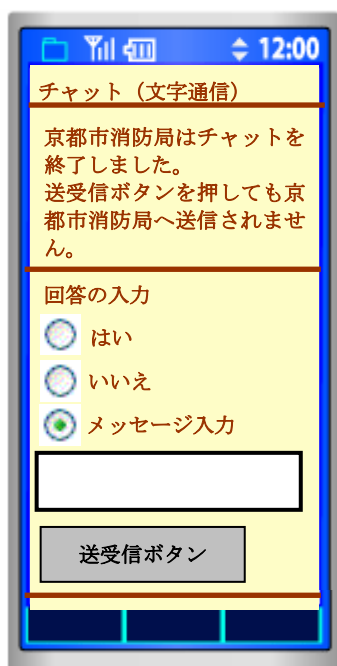 12:00
チャット（文字通信）
京都市消防局はチャットを
終了しました。
送受信ボタンを押しても京
都市消防局へ送信されませ
ん。
回答の入力
はい
いいえ
メッセージ入力
送受信ボタン